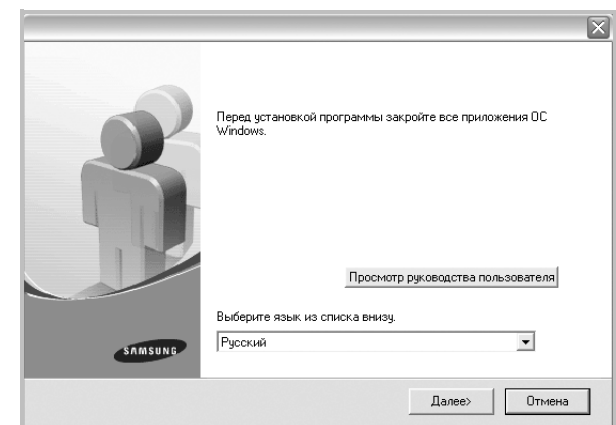 Перед установкой программы закройте все приложения ОС
Windows.
Просмотр руководства пользователя
Выберите язык из списка внизу.
Русский
SAMSUNG
Далее>
Отмена